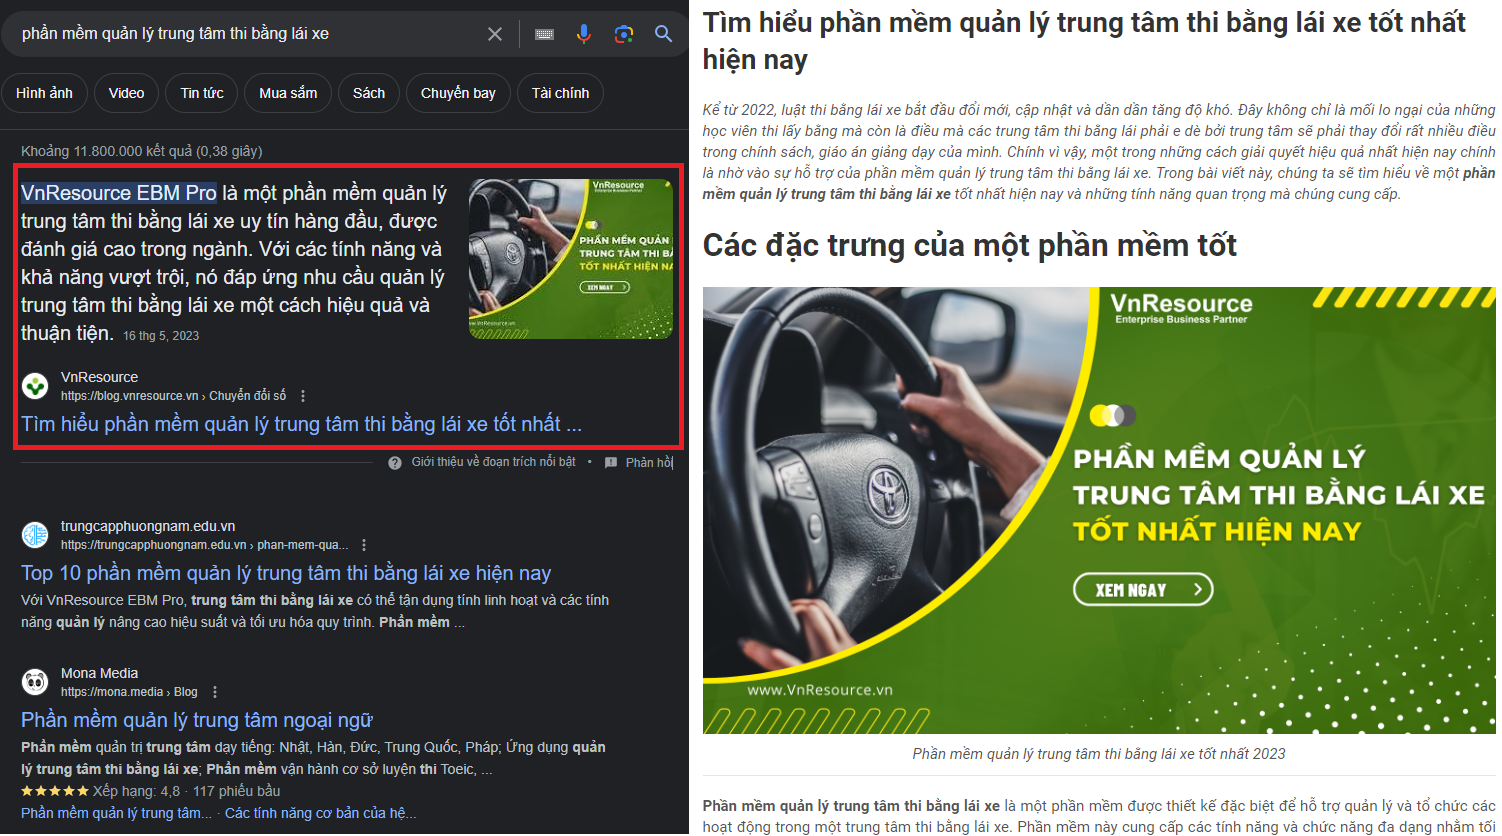 phần mềm quản lý trung tâm thi bằng lái xe
Hình ảnh
Video
Tin tức
Mua sắm
Sách
Chuyến bay
Tài chính
Khoảng 11.800.000 kết quả (0,38 giây)
VnResource EBM Pro là một phần mềm quản lý
trung tâm thi bằng lái xe uy tín hàng đầu, được
đánh giá cao trong ngành. Với các tính năng và
khả năng vượt trội, nó đáp ứng nhu cầu quản lý
trung tâm thi bằng lái xe một cách hiệu quả và
thuận tiện. 16 thg 5, 2023
VnResource
PHẦN MỀM QUẢN
TRUNG TÂM THI BẰ
TỐT NHẤT HIỆN NA
XEM NGAY
www.VnResource.vn
VnResource
https://blog.vnresource.vn › Chuyển đổi số
Tìm hiểu phần mềm quản lý trung tâm thi bằng lái xe tốt nhất ...
Giới thiệu về đoạn trích nổi bật • Phản hồi
trungcapphuongnam.edu.vn
https://trungcapphuongnam.edu.vn › phan-mem-qua...
Top 10 phần mềm quản lý trung tâm thi bằng lái xe hiện nay
Với VnResource EBM Pro, trung tâm thi bằng lái xe có thể tận dụng tính linh hoạt và các tính
năng quản lý nâng cao hiệu suất và tối ưu hóa quy trình. Phần mềm ...
Mona Media
https://mona.media › Blog
Phần mềm quản lý trung tâm ngoại ngữ
Phần mềm quản trị trung tâm dạy tiếng: Nhật, Hàn, Đức, Trung Quốc, Pháp; Ứng dụng quản
lý trung tâm thi bằng lái xe; Phần mềm vận hành cơ sở luyện thi Toeic, ...
Xếp hạng: 4,8 · 117 phiếu bầu
Phần mềm quản lý trung tâm... · Các tính năng cơ bản của hệ...
Tìm hiểu phần mềm quản lý trung tâm thi bằng lái xe tốt nhất
hiện nay
Kể từ 2022, luật thi bằng lái xe bắt đầu đổi mới, cập nhật và dần dần tăng độ khó. Đây không chỉ là mối lo ngại của những
học viên thi lấy bằng mà còn là điều mà các trung tâm thi bằng lái phải e dè bởi trung tâm sẽ phải thay đổi rất nhiều điều
trong chính sách, giáo án giảng dạy của mình. Chính vì vậy, một trong những cách giải quyết hiệu quả nhất hiện nay chính
là nhờ vào sự hỗ trợ của phần mềm quản lý trung tâm thi bằng lái xe. Trong bài viết này, chúng ta sẽ tìm hiểu về một phần
mềm quản lý trung tâm thi bằng lái xe tốt nhất hiện nay và những tính năng quan trọng mà chúng cung cấp.
Các đặc trưng của một phần mềm tốt
VnResource
Enterprise Business Partner
PHẦN MỀM QUẢN LÝ
TRUNG TÂM THI BẰNG LÁI XE
TỐT NHẤT HIỆN NAY
XEM NGAY
www.VnResource.vn
Phần mềm quản lý trung tâm thi bằng lái xe tốt nhất 2023
Phần mềm quản lý trung tâm thi bằng lái xe là một phần mềm được thiết kế đặc biệt để hỗ trợ quản lý và tổ chức các
hoạt động trong một trung tâm thi bằng lái xe. Phần mềm này cung cấp các tính năng và chức năng đa dạng nhằm tối